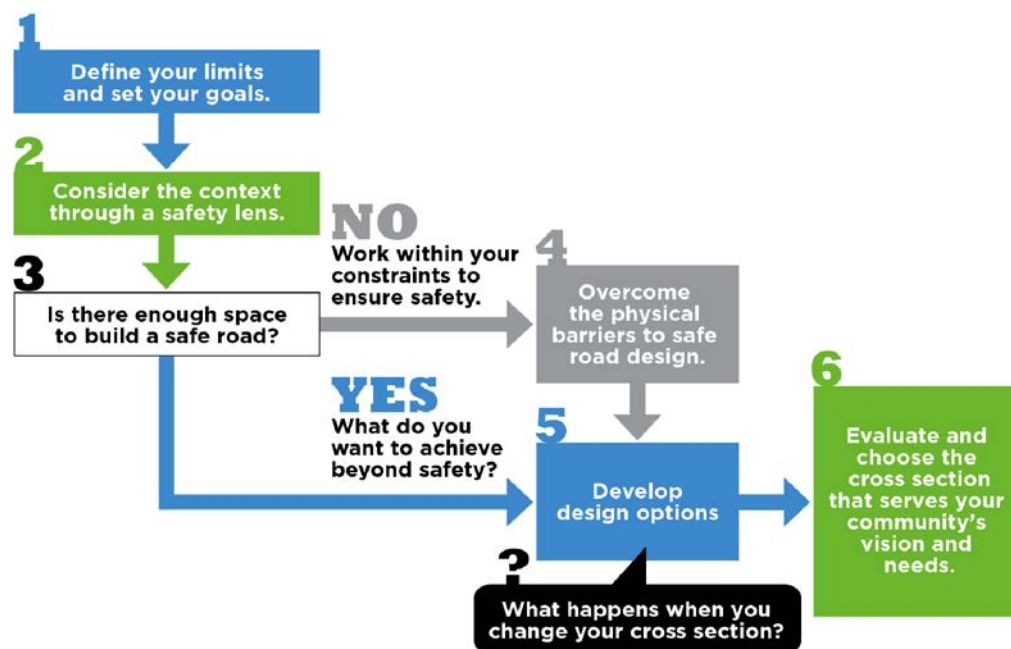 1
Define your limits
and set your goals.
2
Consider the context
through a safety lens.
3
Is there enough space
to build a safe road?
NO
Work within your
constraints to
ensure safety.
4
Overcome
the physical
barriers to safe
road design.
YES
What do you
want to achieve
beyond safety?
5
Develop
design options
?
What happens when you
change your cross section?
6
Evaluate and
choose the
cross section
that serves your
community's
vision and
needs.